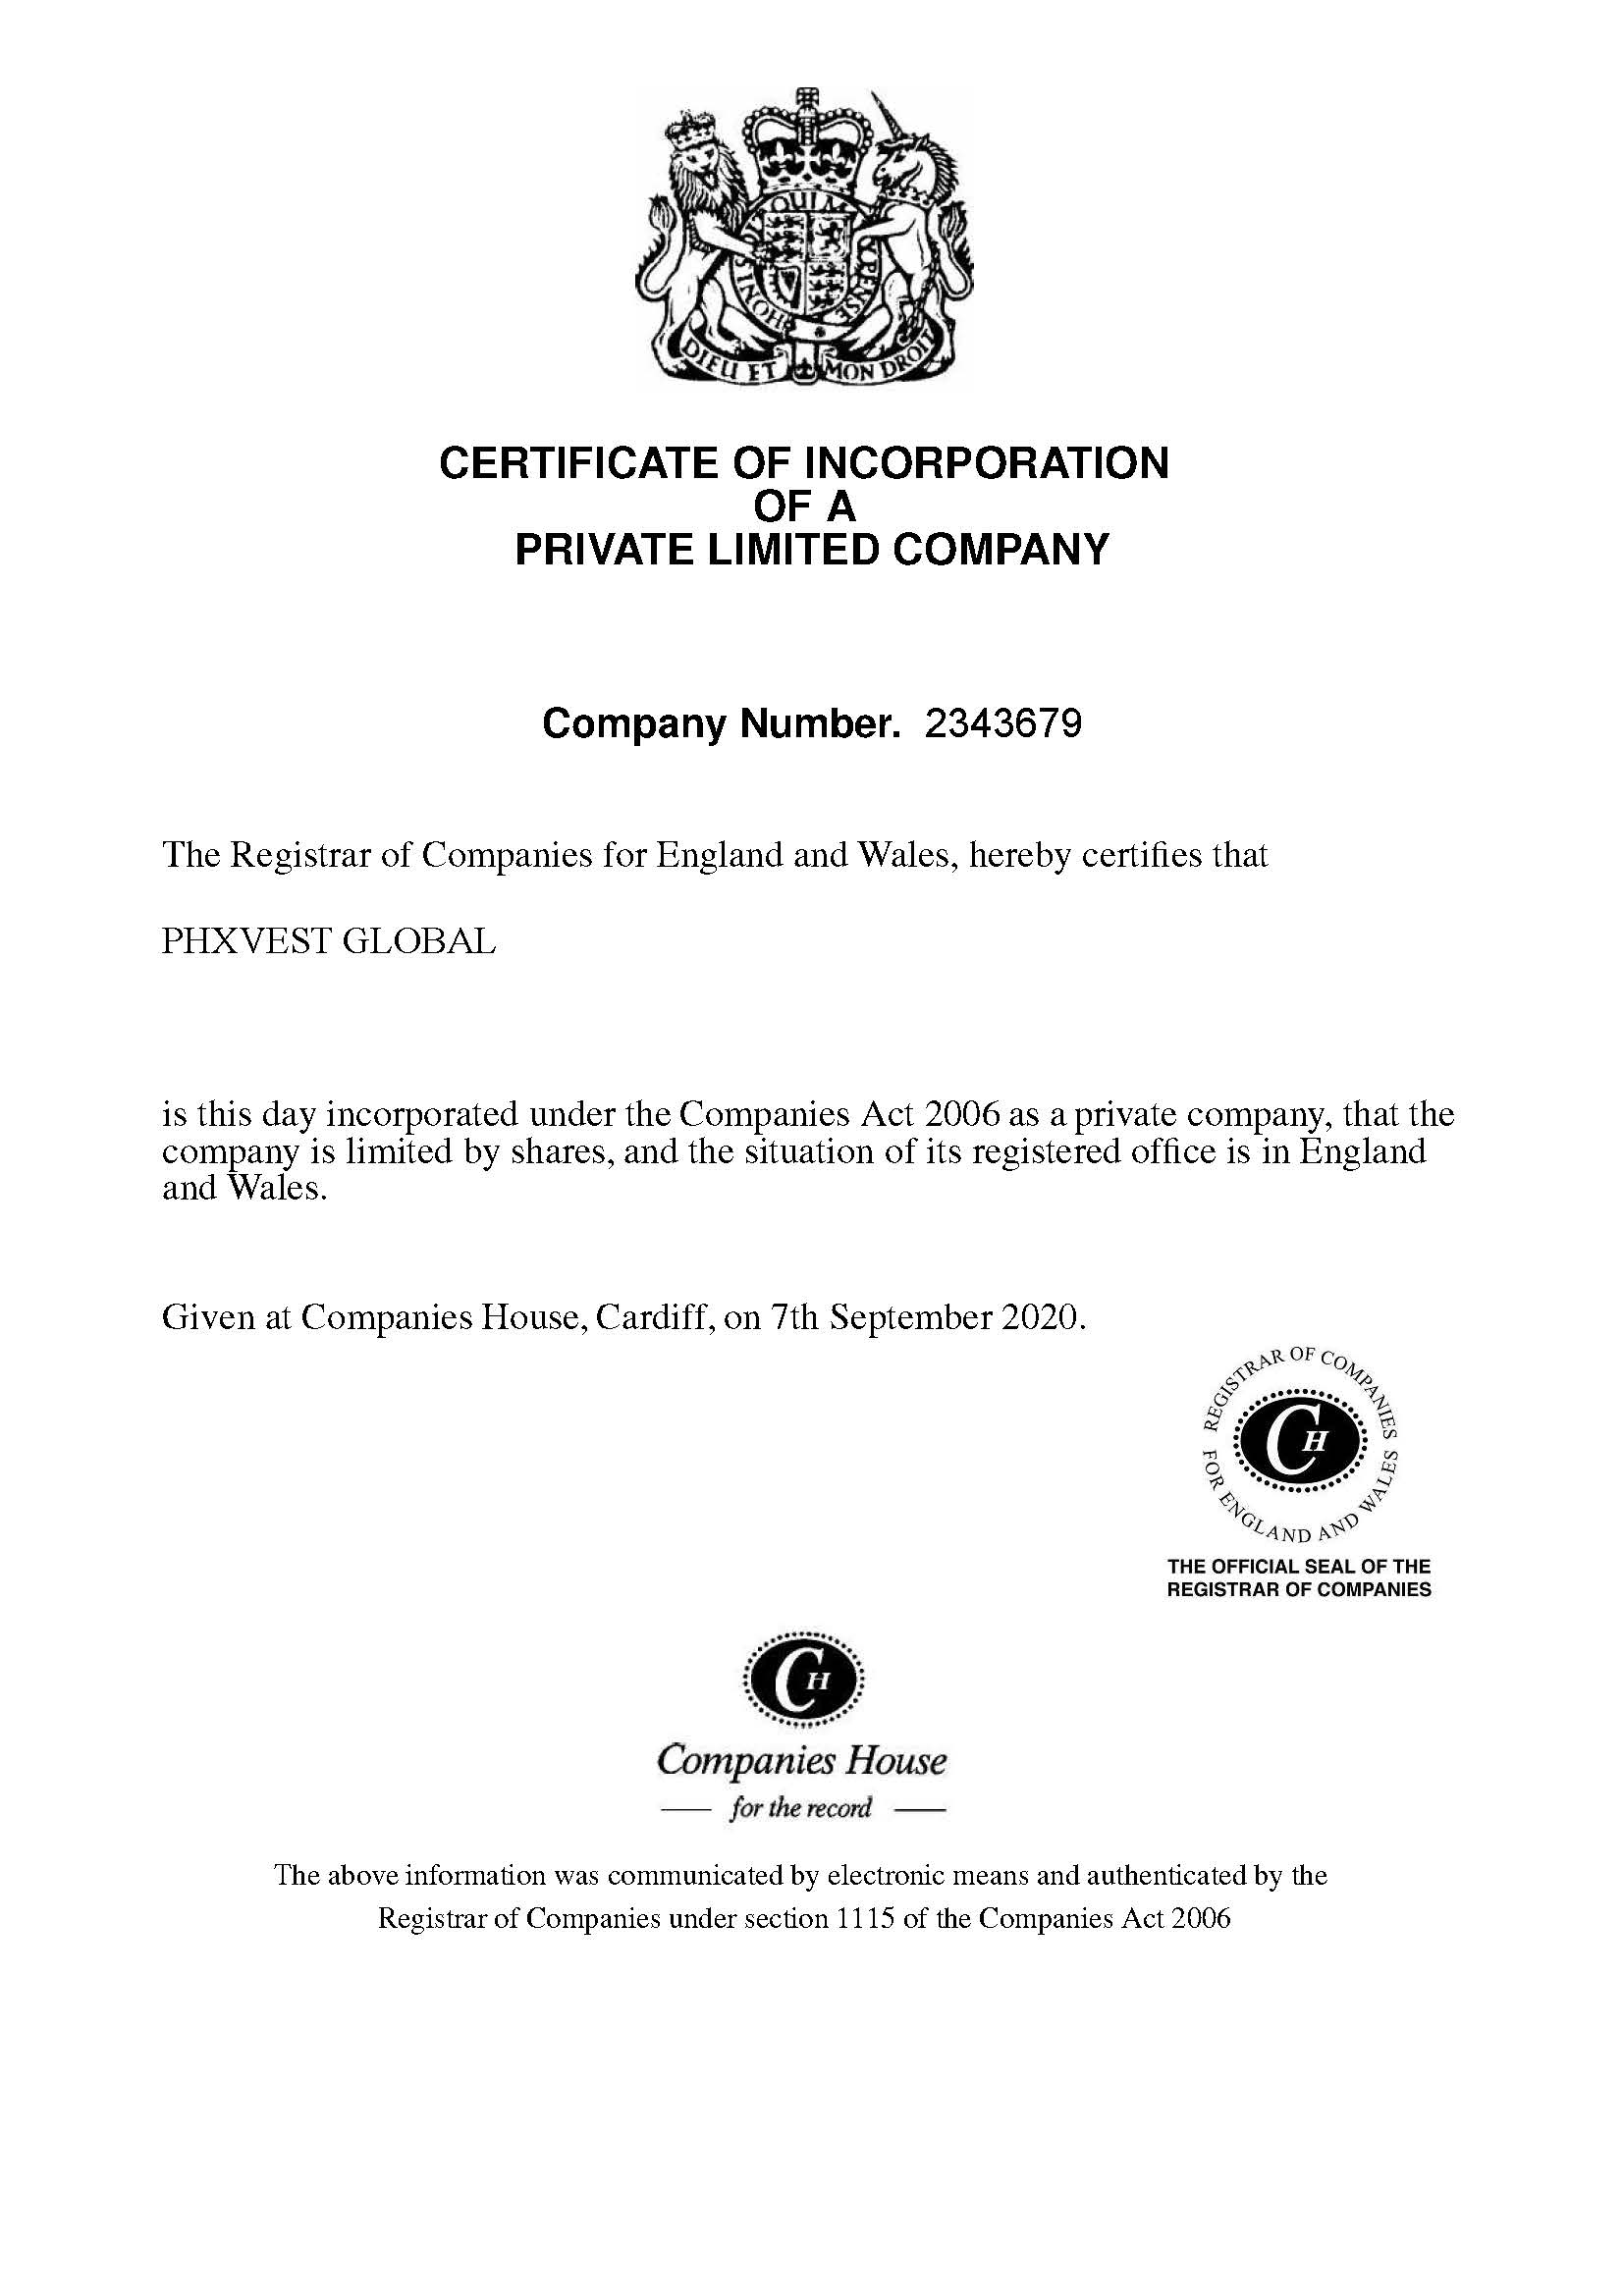 QUI M
HONI S
PENSE
DIEU ET MON DROIT
CERTIFICATE OF INCORPORATION
OF A
PRIVATE LIMITED COMPANY
Company Number. 2343679
The Registrar of Companies for England and Wales, hereby certifies that
PHXVEST GLOBAL
is this day incorporated under the Companies Act 2006 as a private company, that the
company is limited by shares, and the situation of its registered office is in England
and Wales.
Given at Companies House, Cardiff, on 7th September 2020.
REGISTRAR OF COMPANIES
FOR ENGLAND AND WALES
CH
THE OFFICIAL SEAL OF THE
REGISTRAR OF COMPANIES
CH
Companies House
for the record
The above information was communicated by electronic means and authenticated by the
Registrar of Companies under section 1115 of the Companies Act 2006